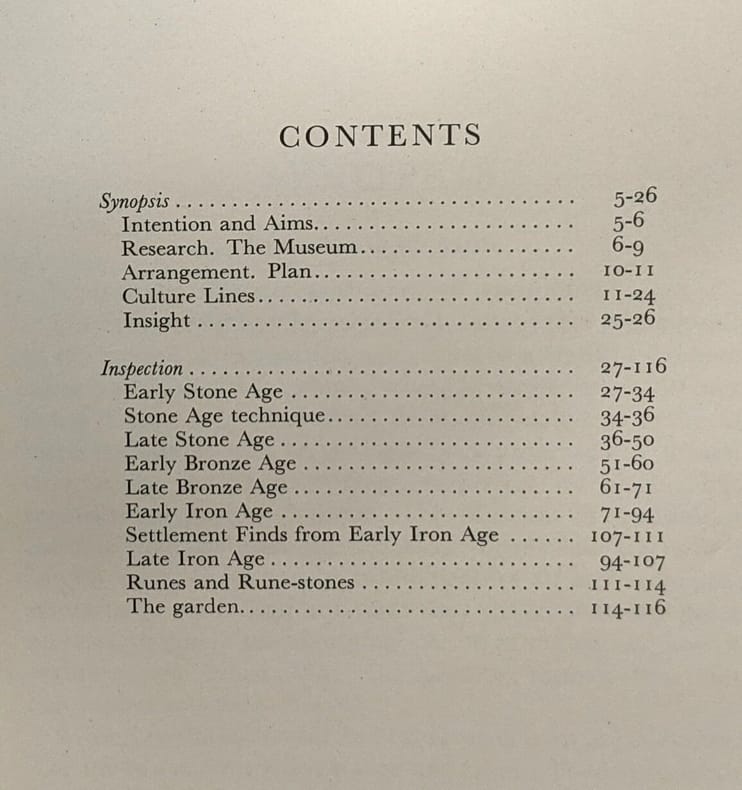 CONTENTS
Synopsis . . . . . . . . . . . . . . . . . . . . . . . . . . . . . . . . . . . 5-26
Intention and Aims. . . . . . . . . . . . . . . . . . . . . . . . 5-6
Research. The Museum . . . . . . . . . . . . . . . . . . . 6-9
Arrangement. Plan . . . . . . . . . . . . . . . . . . . . . . . 10-11
Culture Lines . . . . . . . . . . . . . . . . . . . . . . . . . . . . 11-24
Insight . . . . . . . . . . . . . . . . . . . . . . . . . . . . . . . . . 25-26
Inspection . . . . . . . . . . . . . . . . . . . . . . . . . . . . . . . . . . 27-116
Early Stone Age . . . . . . . . . . . . . . . . . . . . . . . . . 27-34
Stone Age technique . . . . . . . . . . . . . . . . . . . . . . 34-36
Late Stone Age . . . . . . . . . . . . . . . . . . . . . . . . . . 36-50
Early Bronze Age . . . . . . . . . . . . . . . . . . . . . . . . 51-60
Late Bronze Age . . . . . . . . . . . . . . . . . . . . . . . . . 61-71
Early Iron Age . . . . . . . . . . . . . . . . . . . . . . . . . . 71-94
Settlement Finds from Early Iron Age . . . . . . 107-111
Late Iron Age . . . . . . . . . . . . . . . . . . . . . . . . . . . 94-107
Runes and Rune-stones . . . . . . . . . . . . . . . . . . . 111-114
The garden. . . . . . . . . . . . . . . . . . . . . . . . . . . . . . 114-116